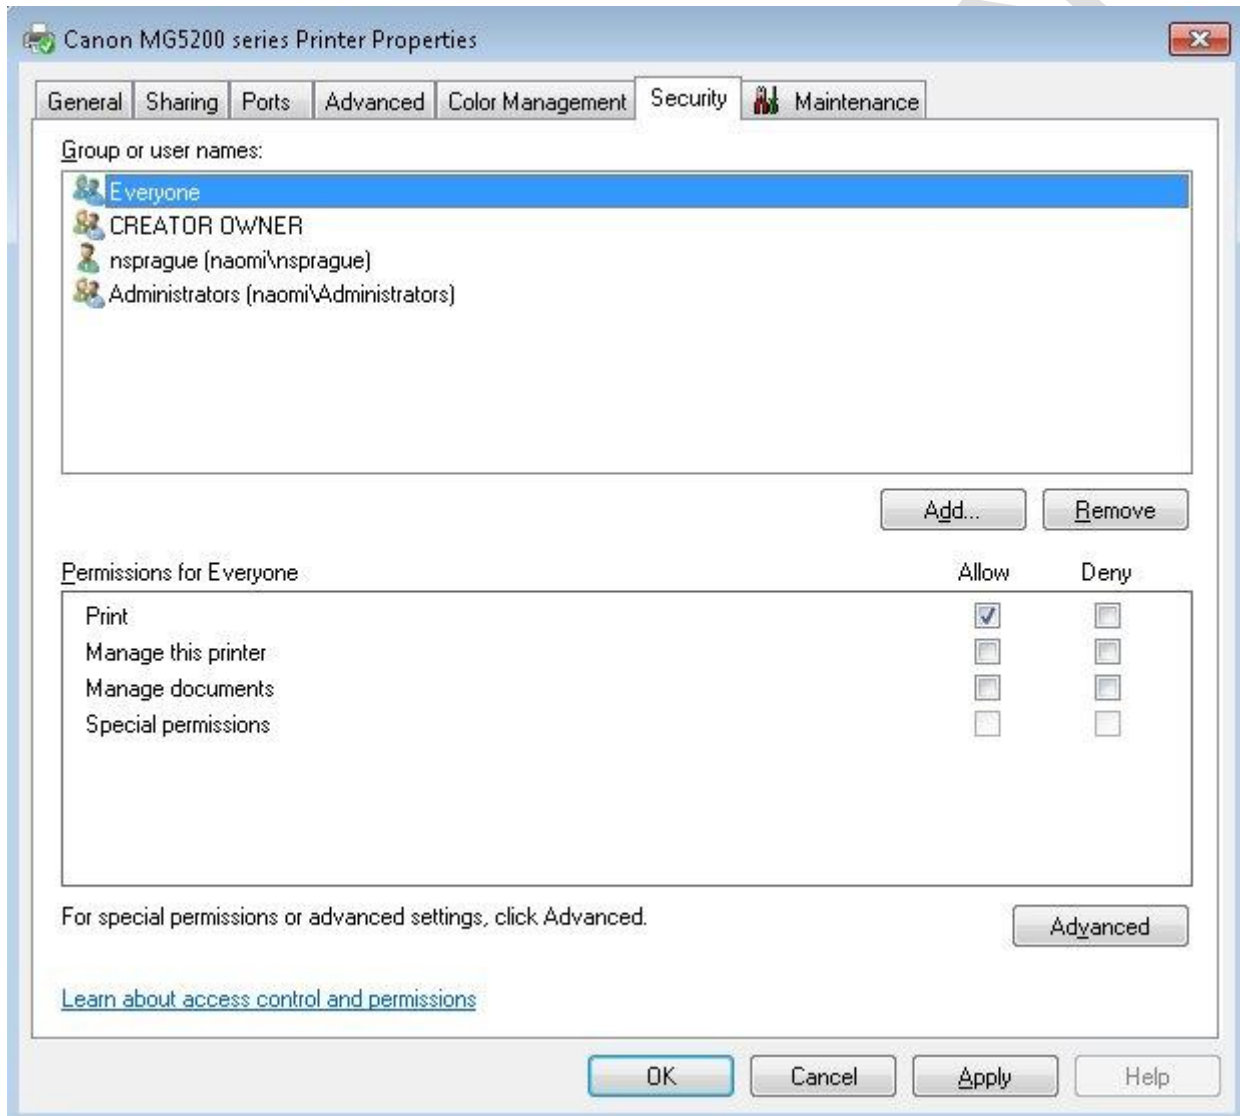 Canon MG5200 series Printer Properties
General Sharing Ports Advanced Color Management Security Maintenance
Group or user names:
Everyone
CREATOR OWNER
nsprague (naomi\nsprague)
Administrators (naomi\Administrators)
Add... Remove
Permissions for Everyone Allow Deny
Print
Manage this printer
Manage documents
Special permissions
For special permissions or advanced settings, click Advanced.
Advanced
Learn about access control and permissions
OK Cancel Apply Help